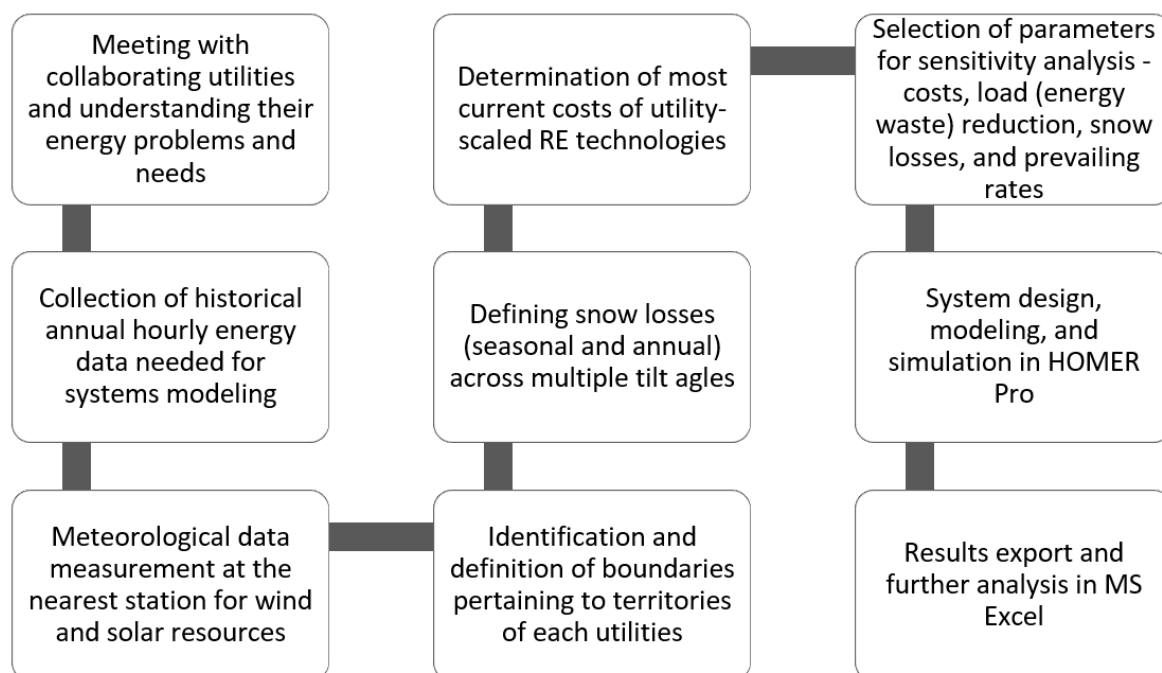 Meeting with
collaborating utilities
and understanding their
energy problems and
needs
Collection of historical
annual hourly energy
data needed for
systems modeling
Meteorological data
measurement at the
nearest station for wind
and solar resources
Identification and
definition of boundaries
pertaining to territories
of each utilities
Defining snow losses
(seasonal and annual)
across multiple tilt agles
Determination of most
current costs of utility-
scaled RE technologies
Selection of parameters
for sensitivity analysis -
costs, load (energy
waste) reduction, snow
losses, and prevailing
rates
System design,
modeling, and
simulation in HOMER
Pro
Results export and
further analysis in MS
Excel